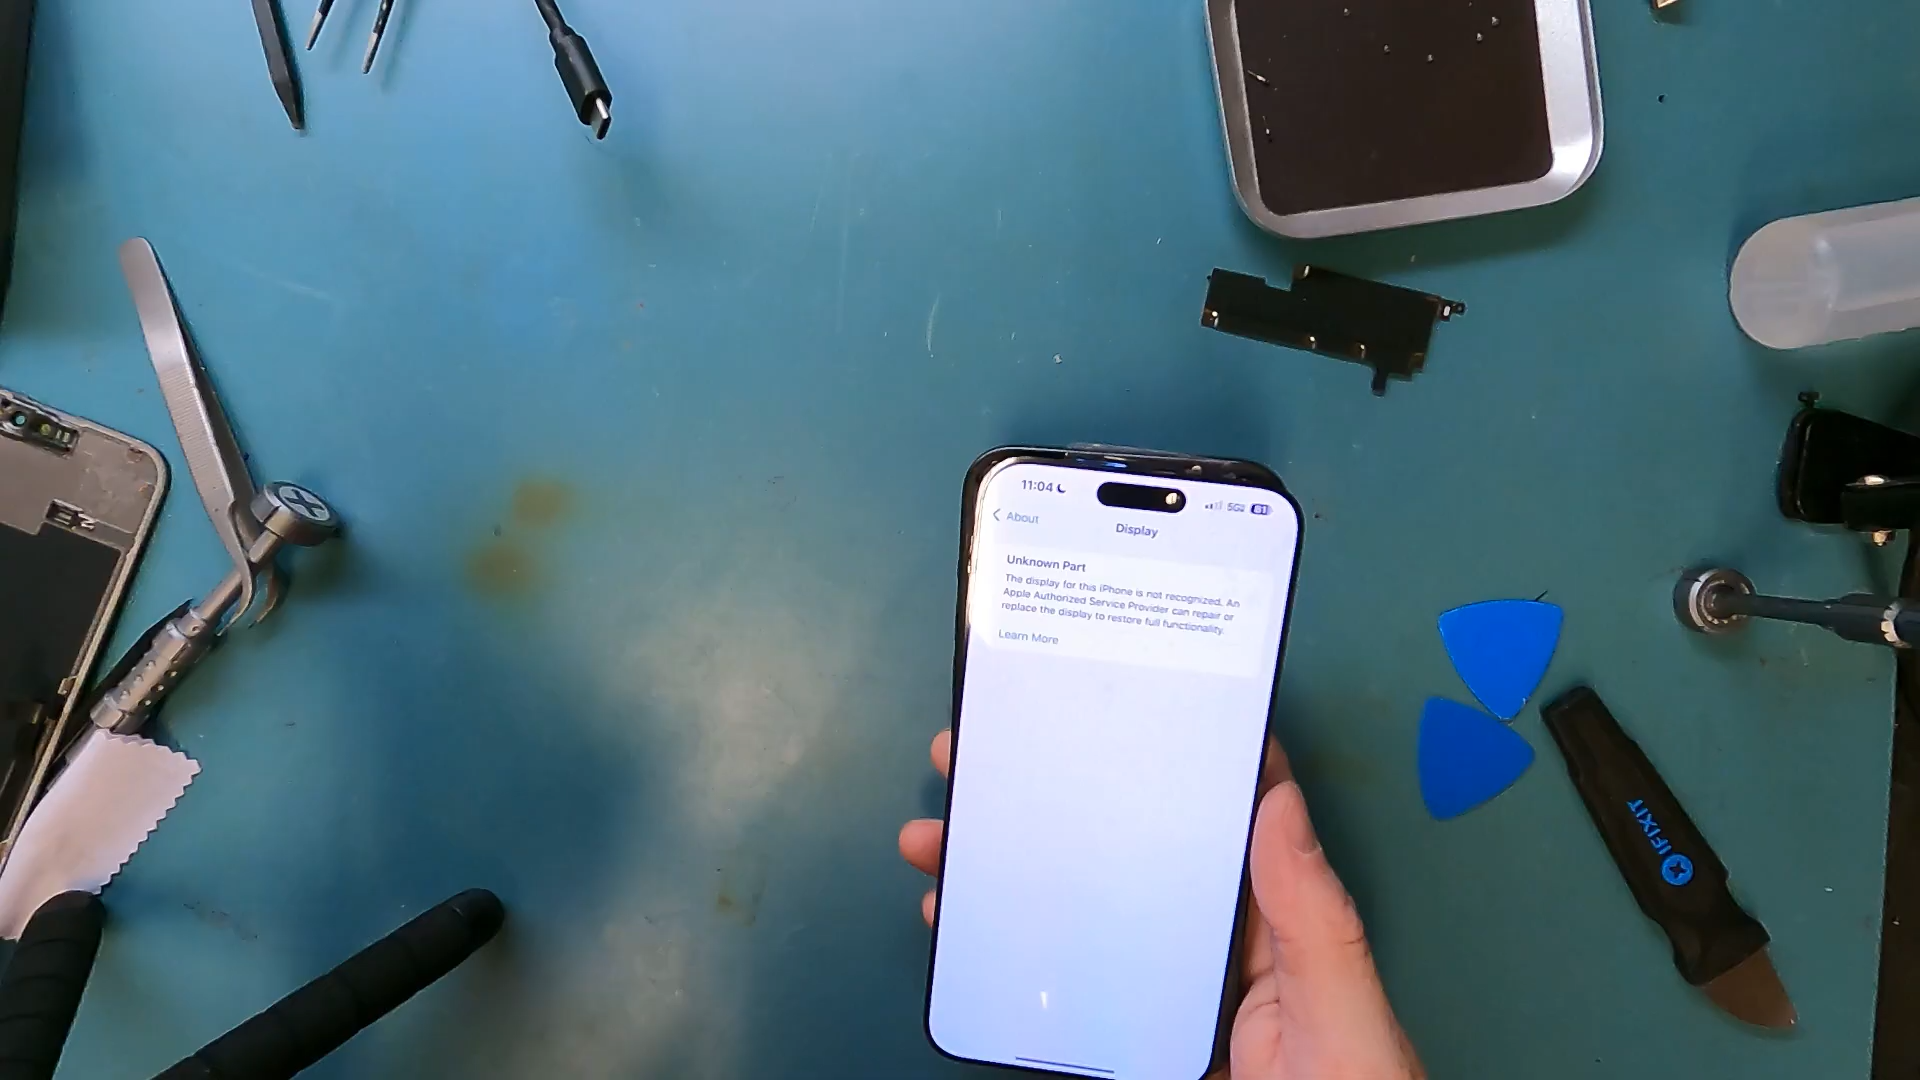 11:04
5G
81
About
Display
Unknown Part
The display for this iPhone is not recognized. An
Apple Authorized Service Provider can repair or
replace the display to restore full functionality.
Learn More
IFIXIT